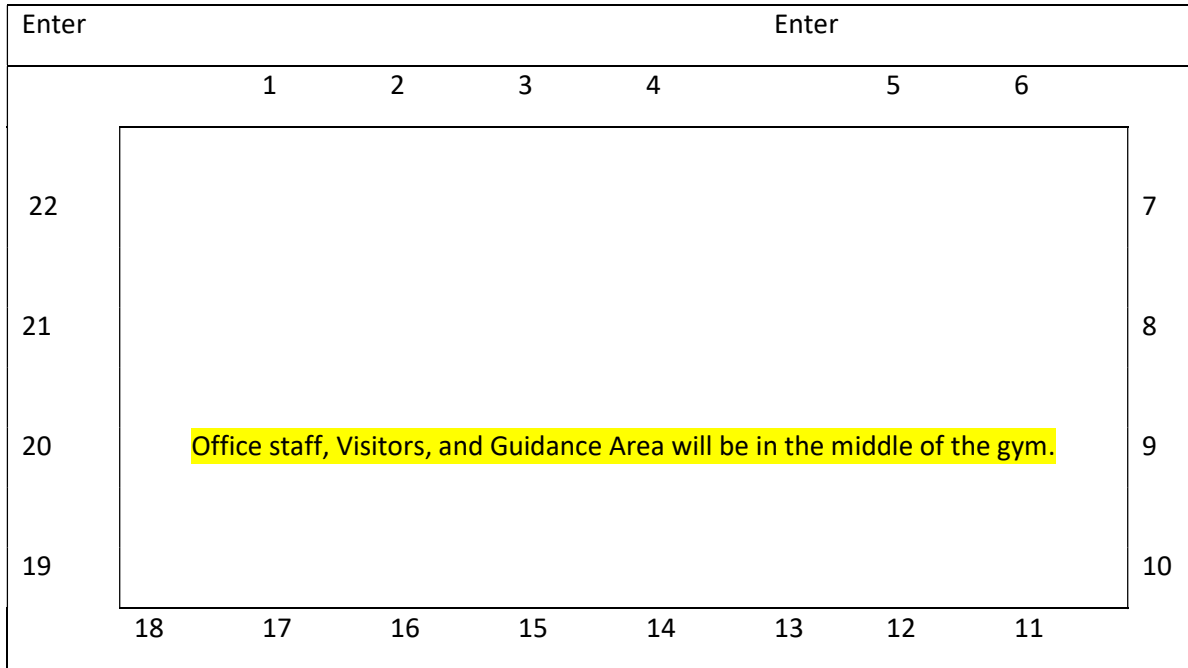 Enter Enter
1 2 3 4 5 6
22 7
21 8
20 Office staff, Visitors, and Guidance Area will be in the middle of the gym. 9
19 10
18 17 16 15 14 13 12 11